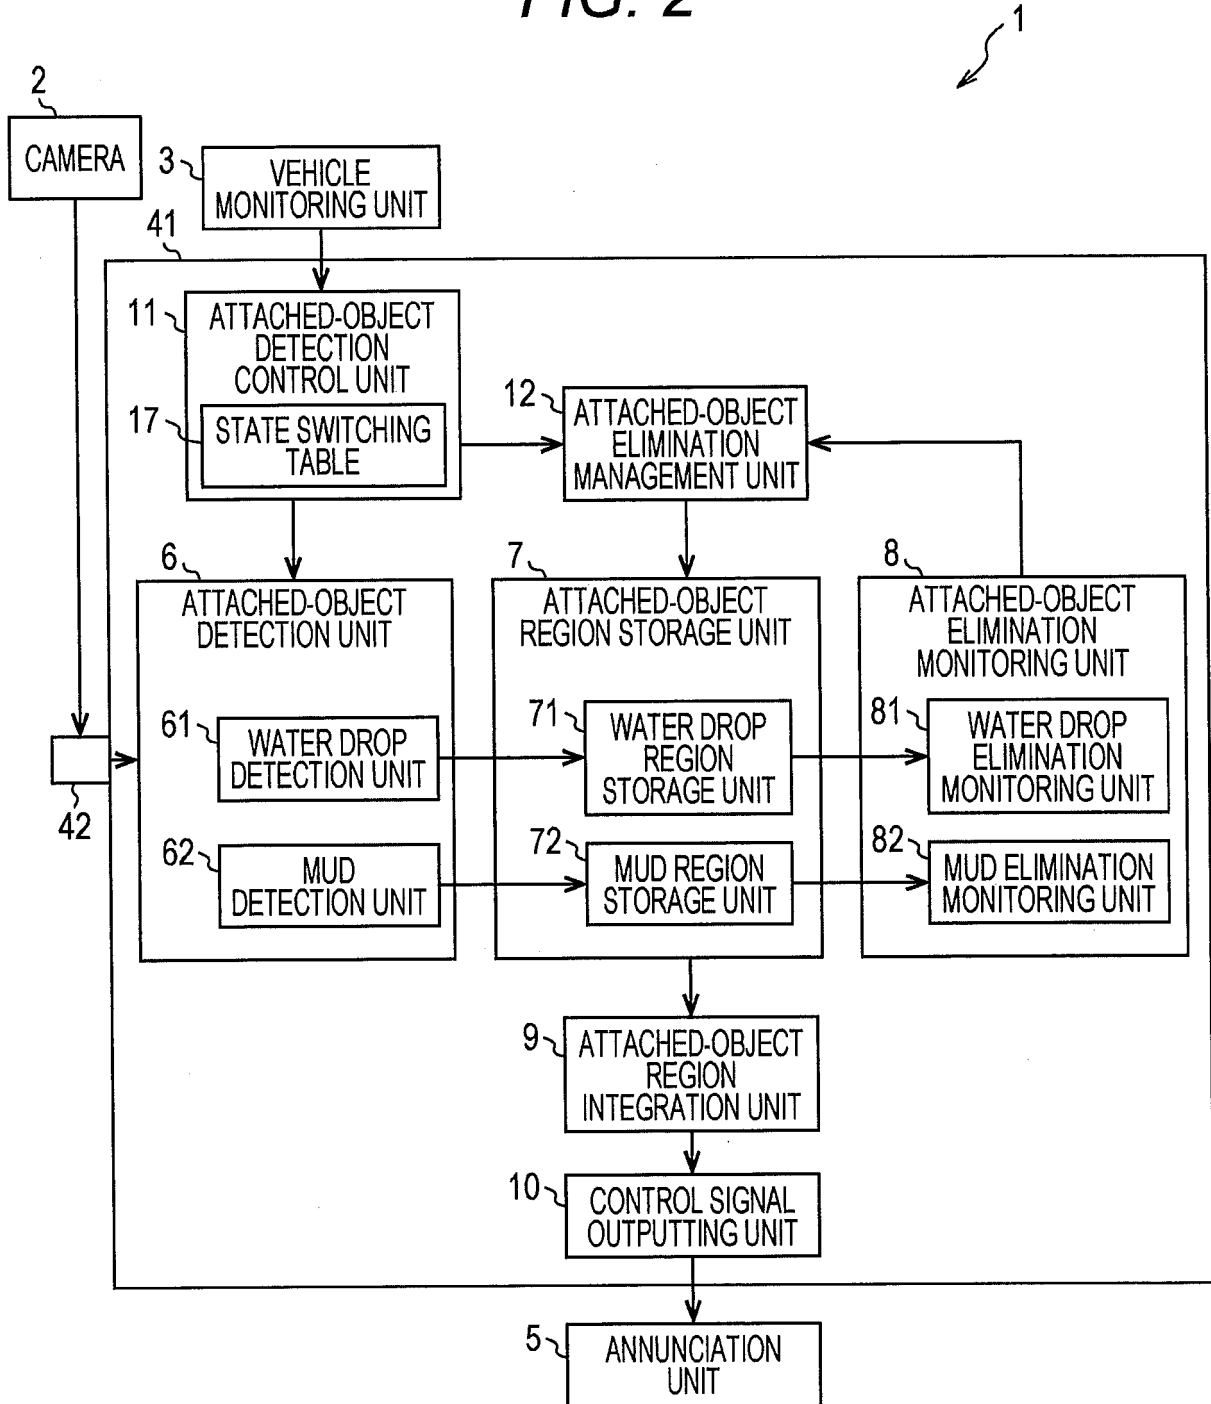 FIG. 2
1
2
CAMERA
3
VEHICLE
MONITORING UNIT
41
11
ATTACHED-OBJECT
DETECTION
CONTROL UNIT
17
STATE SWITCHING
TABLE
12
ATTACHED-OBJECT
ELIMINATION
MANAGEMENT UNIT
6
ATTACHED-OBJECT
DETECTION UNIT
7
ATTACHED-OBJECT
REGION STORAGE UNIT
8
ATTACHED-OBJECT
ELIMINATION
MONITORING UNIT
61
WATER DROP
DETECTION UNIT
71
WATER DROP
REGION
STORAGE UNIT
81
WATER DROP
ELIMINATION
MONITORING UNIT
42
62
MUD
DETECTION UNIT
72
MUD REGION
STORAGE UNIT
82
MUD ELIMINATION
MONITORING UNIT
9
ATTACHED-OBJECT
REGION
INTEGRATION UNIT
10
CONTROL SIGNAL
OUTPUTTING UNIT
5
ANNUNCIATION
UNIT